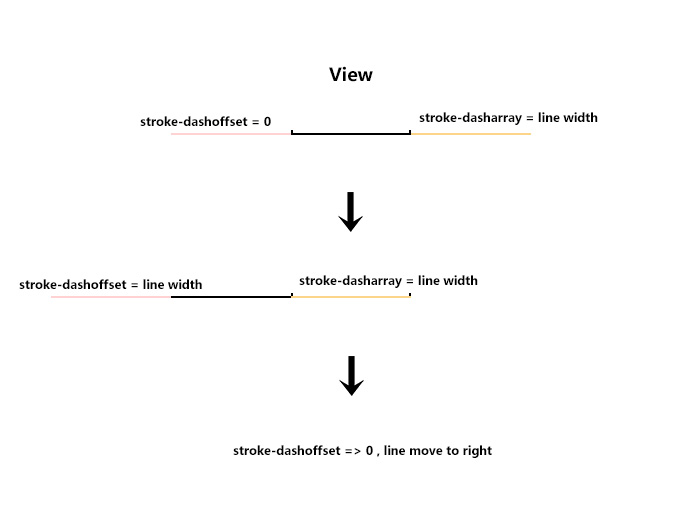 View
stroke-dashoffset = 0
stroke-dasharray = line width
stroke-dashoffset = line width
stroke-dasharray = line width
stroke-dashoffset => 0 , line move to right